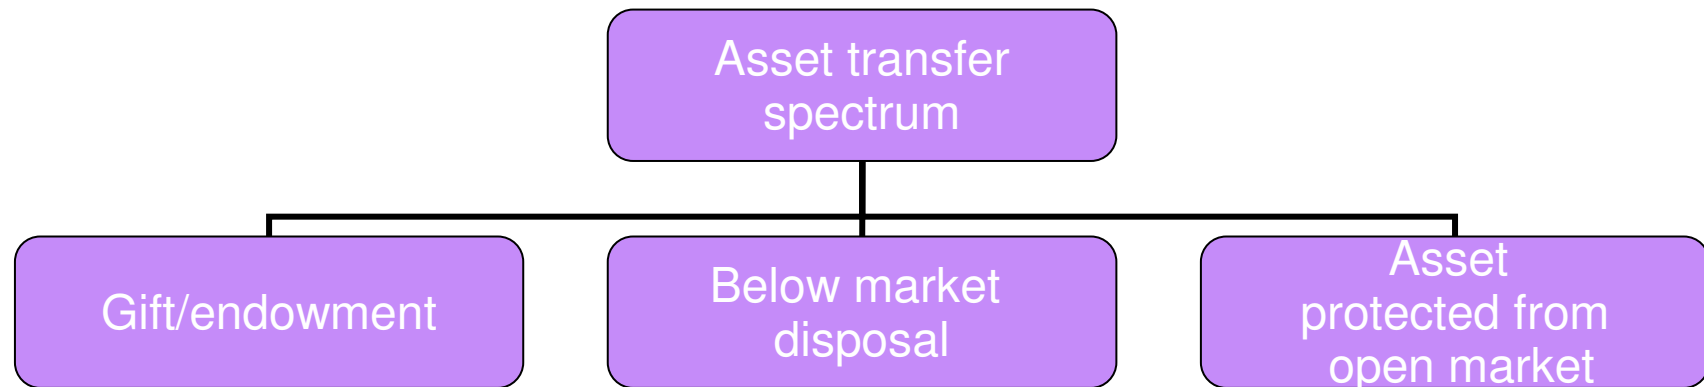 Asset transfer
spectrum
Gift/endowment
Below market
disposal
Asset
protected from
open market